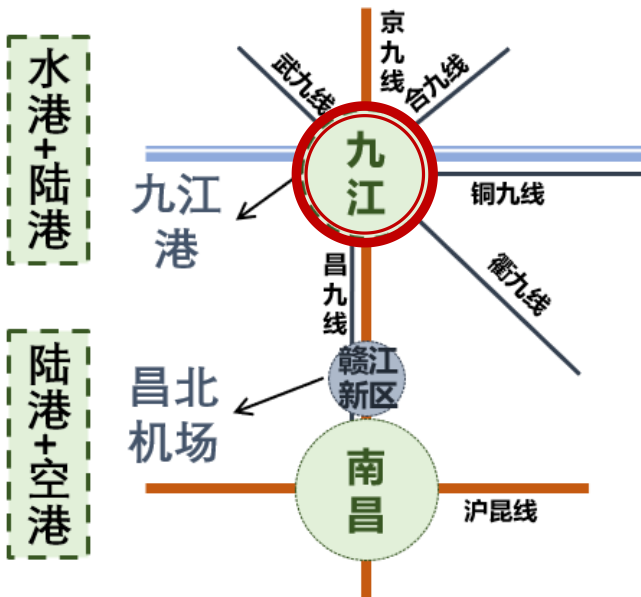 水港+陆港
京九线
武九线
合九线
九江
九江港
铜九线
衢九线
昌九线
陆港+空港
赣江
新区
昌北
机场
南昌
沪昆线